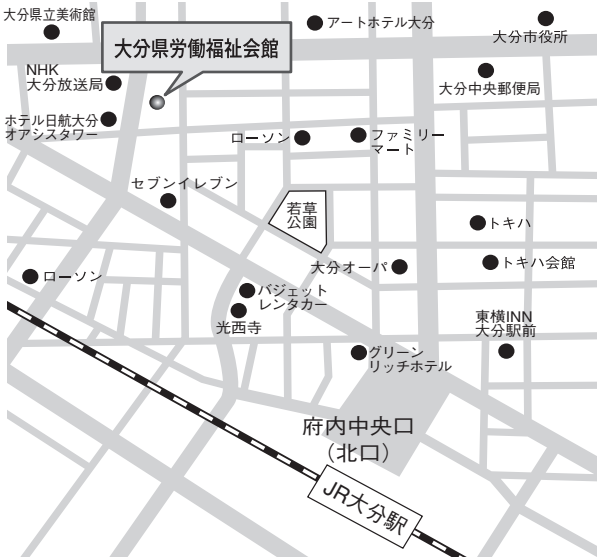 大分県立美術館
アートホテル大分
大分市役所
大分県労働福祉会館
NHK
大分放送局
大分中央郵便局
ホテル日航大分
オアシスタワー
ローソン
ファミリー
マート
セブンイレブン
若草
公園
トキハ
大分オーパ
トキハ会館
ローソン
バジェット
レンタカー
光西寺
東横INN
大分駅前
グリーン
リッチホテル
府内中央口
（北口）
JR大分駅